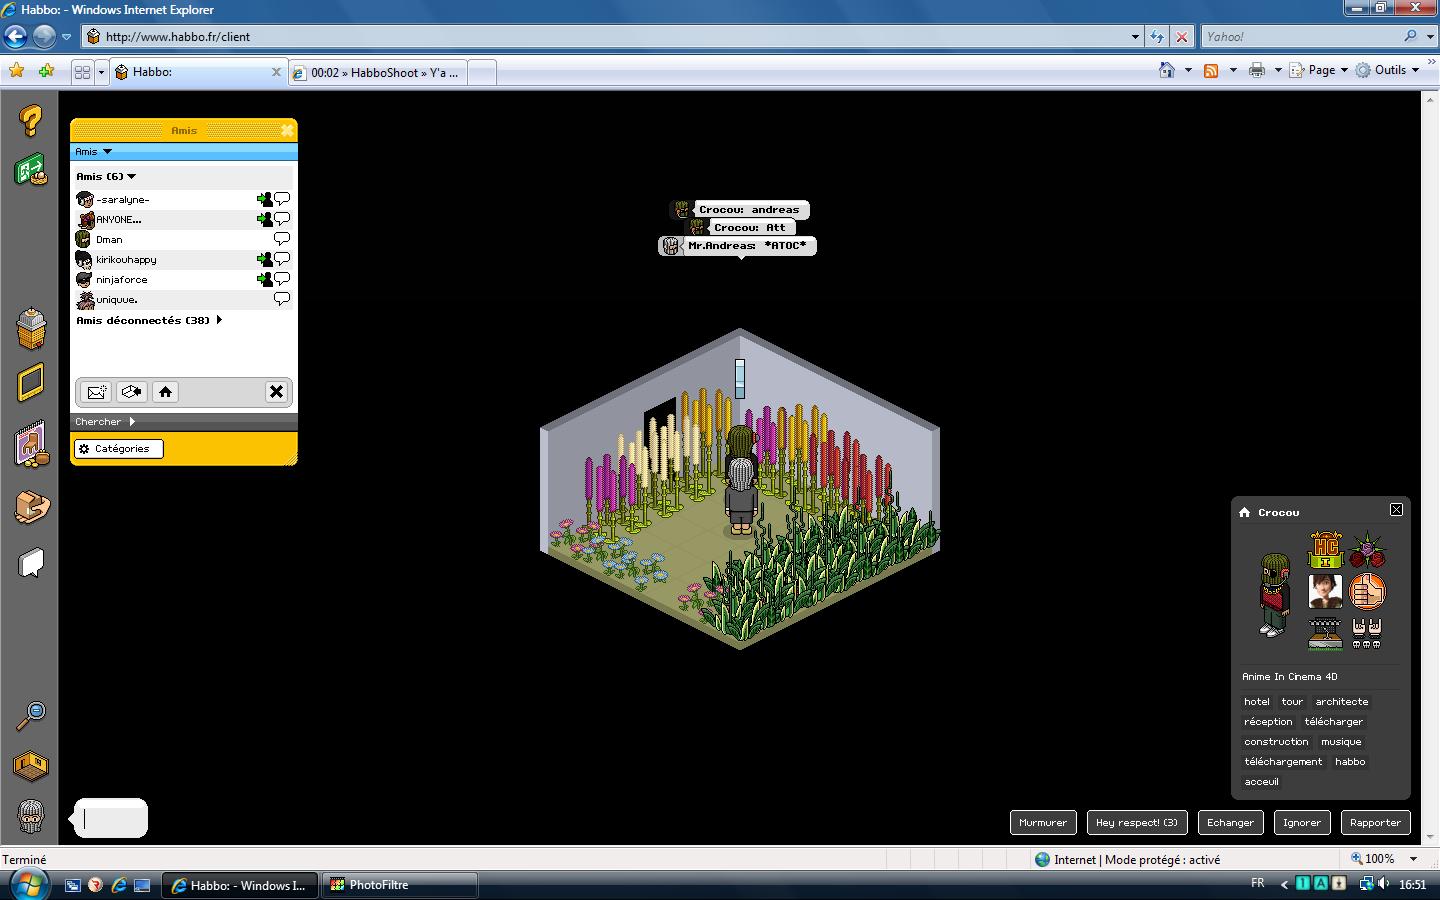 Habbo: - Windows Internet Explorer
http://www.habbo.fr/client
Yahoo!
Habbo:
00:02 » HabboShoot » Y'a ...
Page
Outils
Amis
Amis
Amis (6)
-saralyne-
ANYONE...
Dman
kirikouhappy
ninjaforce
uniquue.
Amis déconnectés (38)
Chercher
Catégories
Crocou: andreas
Crocou: Att
Mr.Andreas: *ATOC*
Crocou
HC
I
Anime In Cinema 4D
hotel tour architecte
réception télécharger
construction musique
téléchargement habbo
acceuil
Murmurer Hey respect! (3) Echanger Ignorer Rapporter
Terminé
Internet | Mode protégé : activé
100%
Habbo: - Windows I...
PhotoFiltre
FR
1 A
16:51